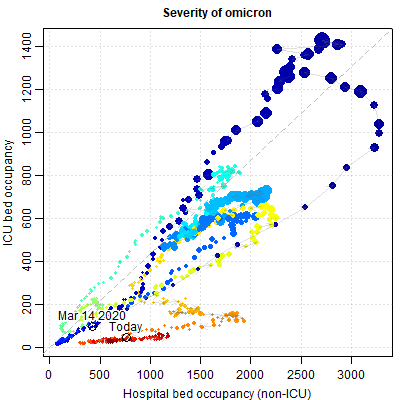 Severity of omicron
ICU bed occupancy
1400
1200
1000
800
600
400
200
0
Mar 14 2020
Today
0 500 1000 1500 2000 2500 3000
Hospital bed occupancy (non-ICU)